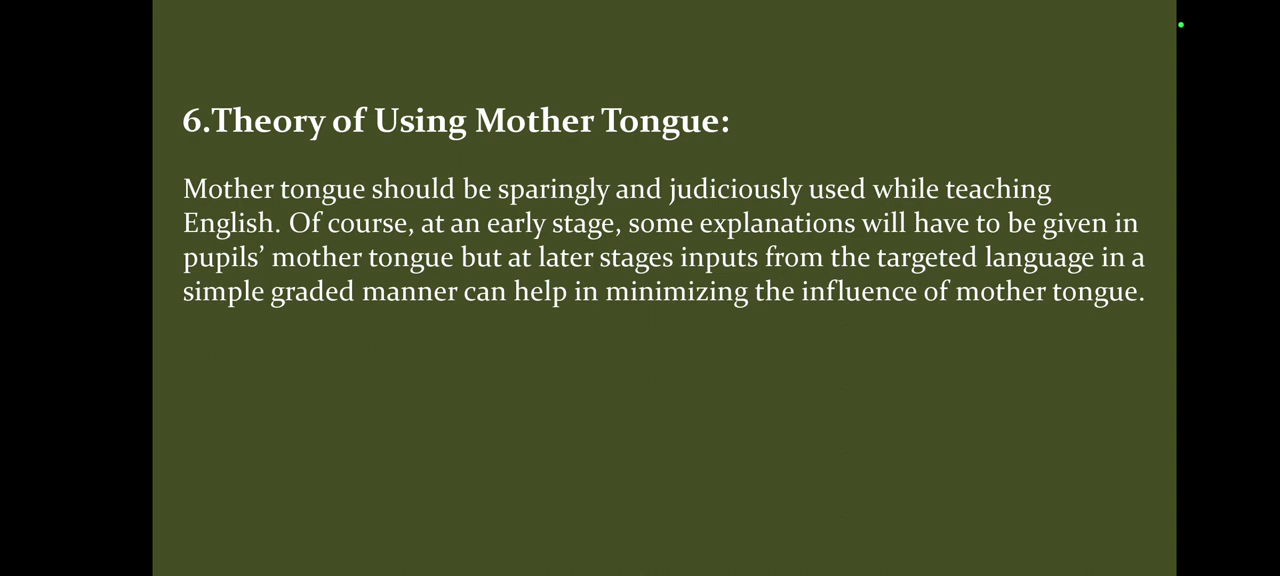 6.Theory of Using Mother Tongue:
Mother tongue should be sparingly and judiciously used while teaching
English. Of course, at an early stage, some explanations will have to be given in
pupils’ mother tongue but at later stages inputs from the targeted language in a
simple graded manner can help in minimizing the influence of mother tongue.